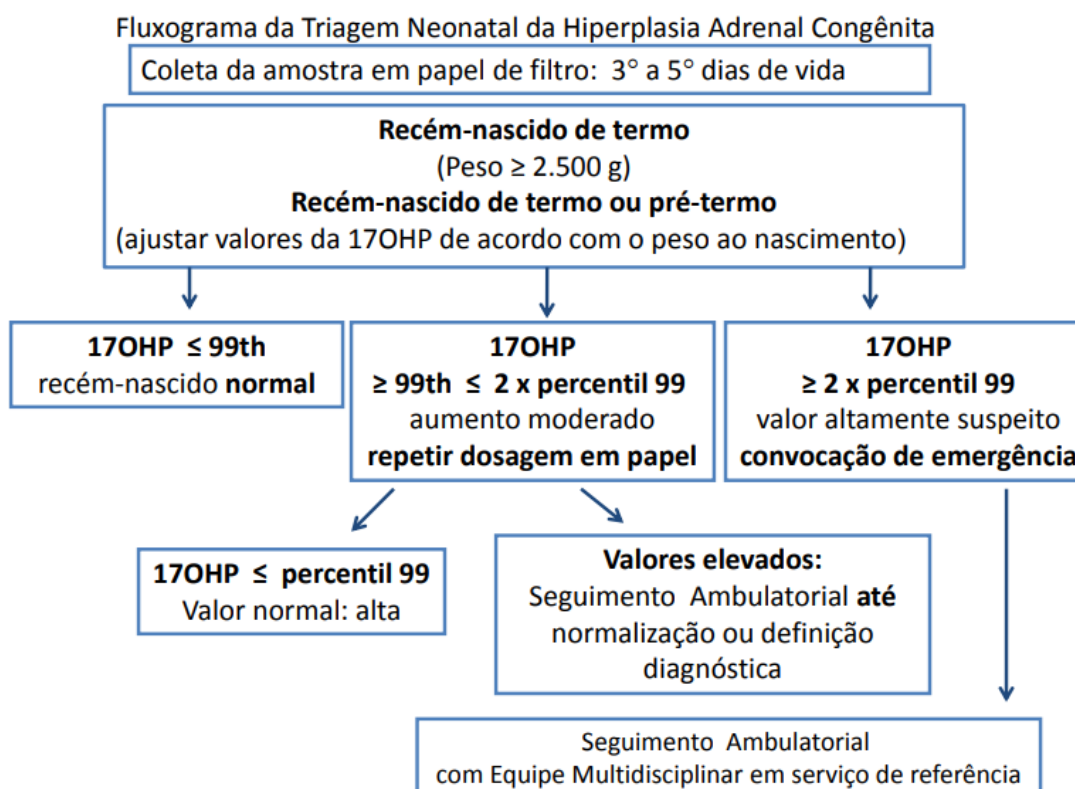 Fluxograma da Triagem Neonatal da Hiperplasia Adrenal Congênita
Coleta da amostra em papel de filtro: 3° a 5° dias de vida
Recém-nascido de termo
(Peso ≥ 2.500 g)
Recém-nascido de termo ou pré-termo
(ajustar valores da 17OHP de acordo com o peso ao nascimento)
17OHP ≤ 99th
recém-nascido normal
17OHP
≥ 99th ≤ 2 x percentil 99
aumento moderado
repetir dosagem em papel
17OHP
≥ 2 x percentil 99
valor altamente suspeito
convocação de emergência
17OHP ≤ percentil 99
Valor normal: alta
Valores elevados:
Seguimento Ambulatorial até
normalização ou definição
diagnóstica
Seguimento Ambulatorial
com Equipe Multidisciplinar em serviço de referência